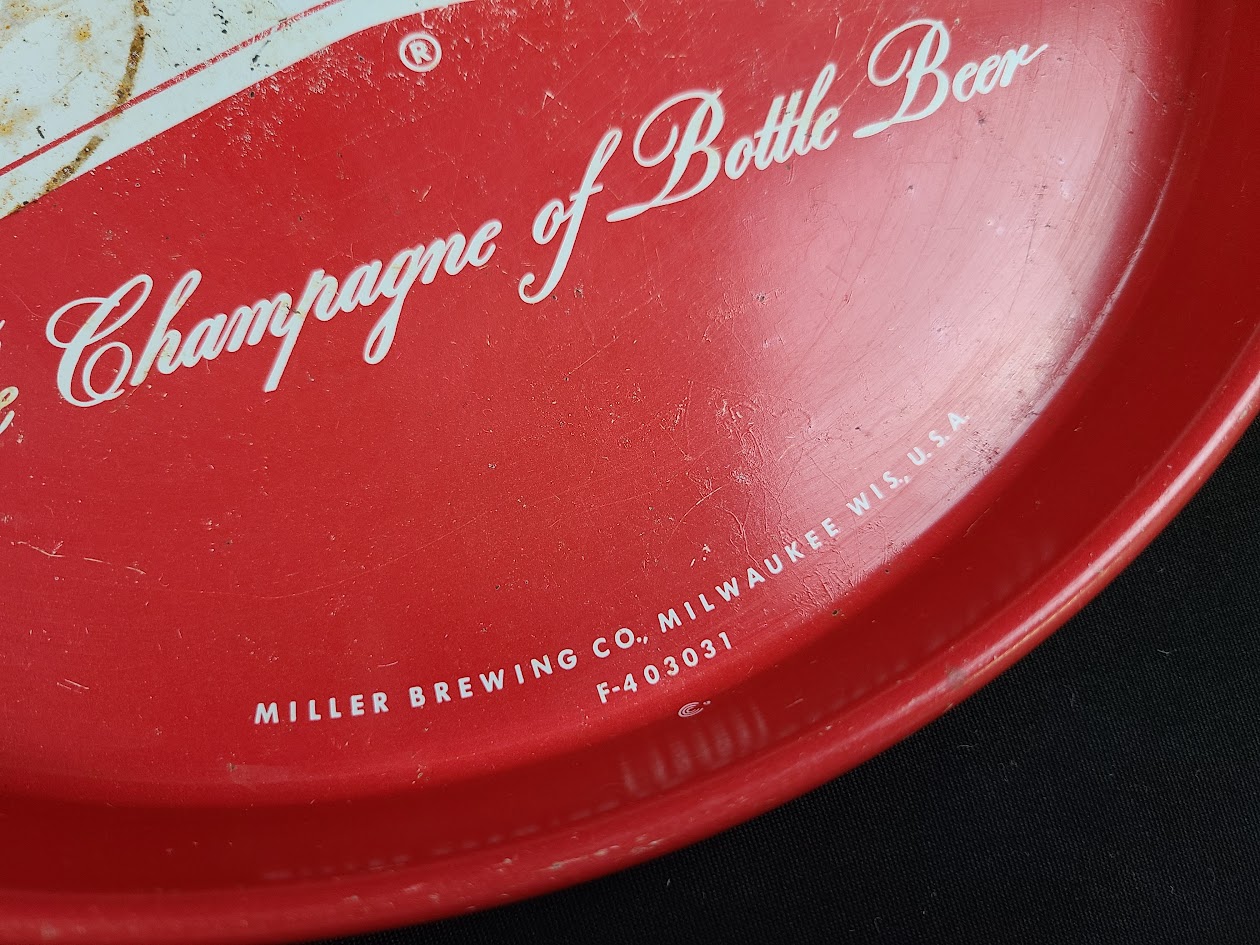 ®
Champagne of Bottle Beer
MILLER BREWING CO., MILWAUKEE WIS., U.S.A.
F-403031